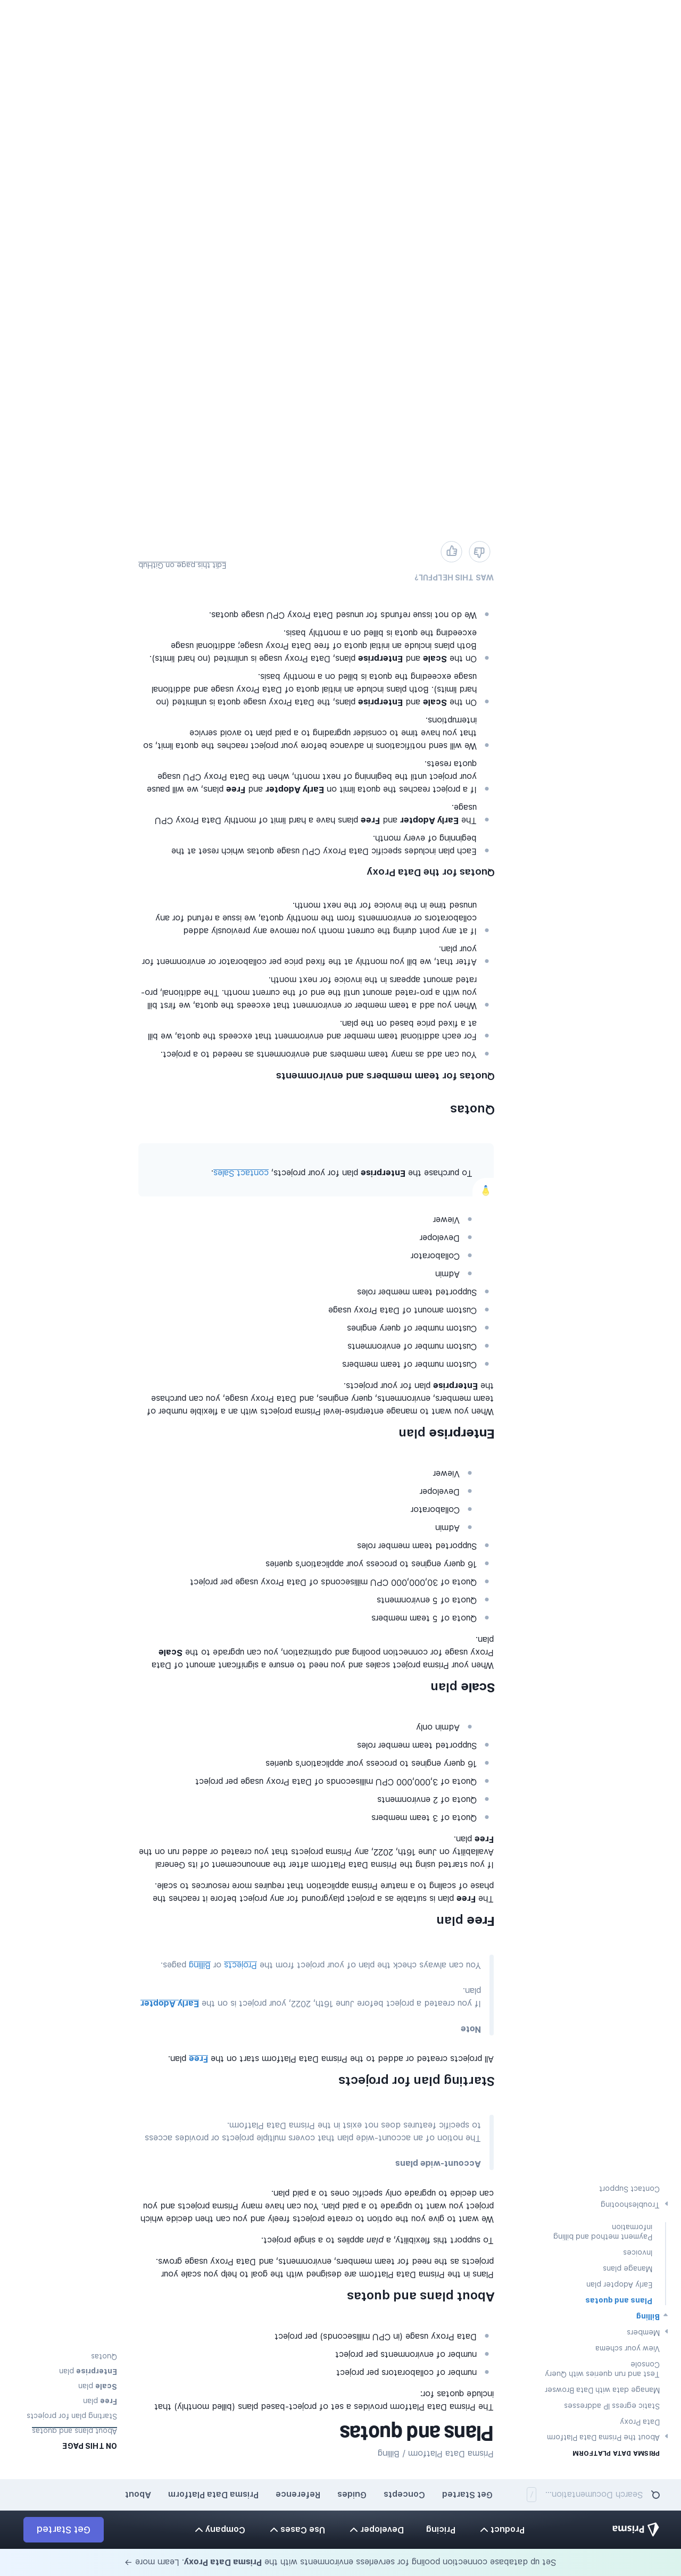 Set up database connection pooling for serverless environments with the Prisma Data Proxy. Learn more →
Prisma
Product
Pricing
Developer
Use Cases
Company
Get Started
Search Documentation...
/
Get Started
Concepts
Guides
Reference
Prisma Data Platform
About
PRISMA DATA PLATFORM
About the Prisma Data Platform
Data Proxy
Static egress IP addresses
Manage data with Data Browser
Test and run queries with Query
Console
View your schema
Members
Billing
Plans and quotas
Early Adopter plan
Manage plans
Invoices
Payment method and billing
information
Troubleshooting
Contact Support
Prisma Data Platform / Billing
Plans and quotas
The Prisma Data Platform provides a set of project-based plans (billed monthly) that
include quotas for:
number of collaborators per project
number of environments per project
Data Proxy usage (in CPU milliseconds) per project
About plans and quotas
Plans in the Prisma Data Platform are designed with the goal to help you scale your
projects as the need for team members, environments, and Data Proxy usage grows.
To support this flexibility, a plan applies to a single project.
We want to give you the option to create projects freely and you can then decide which
project you want to upgrade to a paid plan. You can have many Prisma projects and you
can decide to upgrade only specific ones to a paid plan.
Account-wide plans
The notion of an account-wide plan that covers multiple projects or provides access
to specific features does not exist in the Prisma Data Platform.
Starting plan for projects
All projects created or added to the Prisma Data Platform start on the Free plan.
Note
If you created a project before June 16th, 2022, your project is on the Early Adopter
plan.
You can always check the plan of your project from the Projects or Billing pages.
Free plan
The Free plan is suitable as a project playground for any project before it reaches the
phase of scaling to a mature Prisma application that requires more resources to scale.
If you started using the Prisma Data Platform after the announcement of its General
Availability on June 16th, 2022, any Prisma projects that you created or added run on the
Free plan.
Quota of 3 team members
Quota of 2 environments
Quota of 3,000,000 CPU milliseconds of Data Proxy usage per project
16 query engines to process your application's queries
Supported team member roles
Admin only
Scale plan
When your Prisma project scales and you need to ensure a significant amount of Data
Proxy usage for connection pooling and optimization, you can upgrade to the Scale
plan.
Quota of 5 team members
Quota of 5 environments
Quota of 30,000,000 CPU milliseconds of Data Proxy usage per project
16 query engines to process your application's queries
Supported team member roles
Admin
Collaborator
Developer
Viewer
Enterprise plan
When you want to manage enterprise-level Prisma projects with an a flexible number of
team members, environments, query engines, and Data Proxy usage, you can purchase
the Enterprise plan for your projects.
Custom number of team members
Custom number of environments
Custom number of query engines
Custom amount of Data Proxy usage
Supported team member roles
Admin
Collaborator
Developer
Viewer
To purchase the Enterprise plan for your projects, contact Sales.
Quotas
Quotas for team members and environments
You can add as many team members and environments as needed to a project.
For each additional team member and environment that exceeds the quota, we bill
at a fixed price based on the plan.
When you add a team member or environment that exceeds the quota, we first bill
you with a pro-rated amount until the end of the current month. The additional, pro-
rated amount appears in the invoice for next month.
After that, we bill you monthly at the fixed price per collaborator or environment for
your plan.
If at any point during the current month you remove any previously added
collaborators or environments from the monthly quota, we issue a refund for any
unused time in the invoice for the next month.
Quotas for the Data Proxy
Each plan includes specific Data Proxy CPU usage quotas which reset at the
beginning of every month.
The Early Adopter and Free plans have a hard limit of monthly Data Proxy CPU
usage.
If a project reaches the quota limit on Early Adopter and Free plans, we will pause
your project until the beginning of next month, when the Data Proxy CPU usage
quota resets.
We will send notifications in advance before your project reaches the quota limit, so
that you have time to consider upgrading to a paid plan to avoid service
interruptions.
On the Scale and Enterprise plans, the Data Proxy usage quota is unlimited (no
hard limits). Both plans include an initial quota of Data Proxy usage and additional
usage exceeding the quota is billed on a monthly basis.
On the Scale and Enterprise plans, Data Proxy usage is unlimited (no hard limits).
Both plans include an initial quota of free Data Proxy usage; additional usage
exceeding the quota is billed on a monthly basis.
We do not issue refunds for unused Data Proxy CPU usage quotas.
WAS THIS HELPFUL?
Edit this page on GitHub
ON THIS PAGE
About plans and quotas
Starting plan for projects
Free plan
Scale plan
Enterprise plan
Quotas